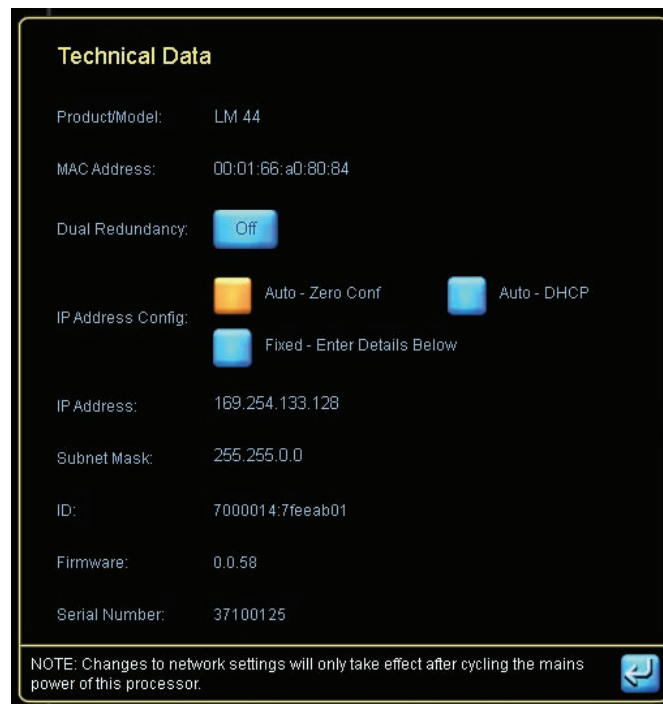 Technical Data
Product/Model: LM 44
MAC Address: 00:01:66:a0:80:84
Dual Redundancy: Off
Auto - Zero Conf Auto - DHCP
IP Address Config:
Fixed - Enter Details Below
IP Address: 169.254.133.128
Subnet Mask: 255.255.0.0
ID: 7000014:7feeab01
Firmware: 0.0.58
Serial Number: 37100125
NOTE: Changes to network settings will only take effect after cycling the mains
power of this processor.